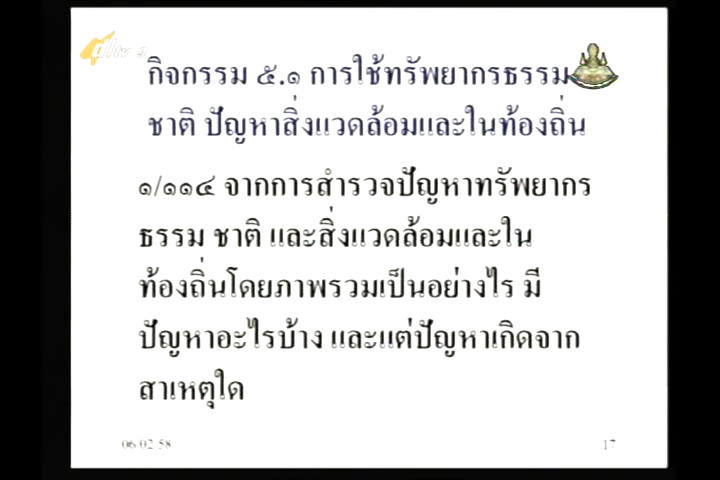 กิจกรรม ๕.๑ การใช้ทรัพยากรธรรม
ชาติ ปัญหาสิ่งแวดล้อมและในท้องถิ่น
๑/๑๑๔ จากการสำรวจปัญหาทรัพยากร
ธรรม ชาติ และสิ่งแวดล้อมและใน
ท้องถิ่นโดยภาพรวมเป็นอย่างไร มี
ปัญหาอะไรบ้าง และแต่ปัญหาเกิดจาก
สาเหตุใด
06/02/58
17